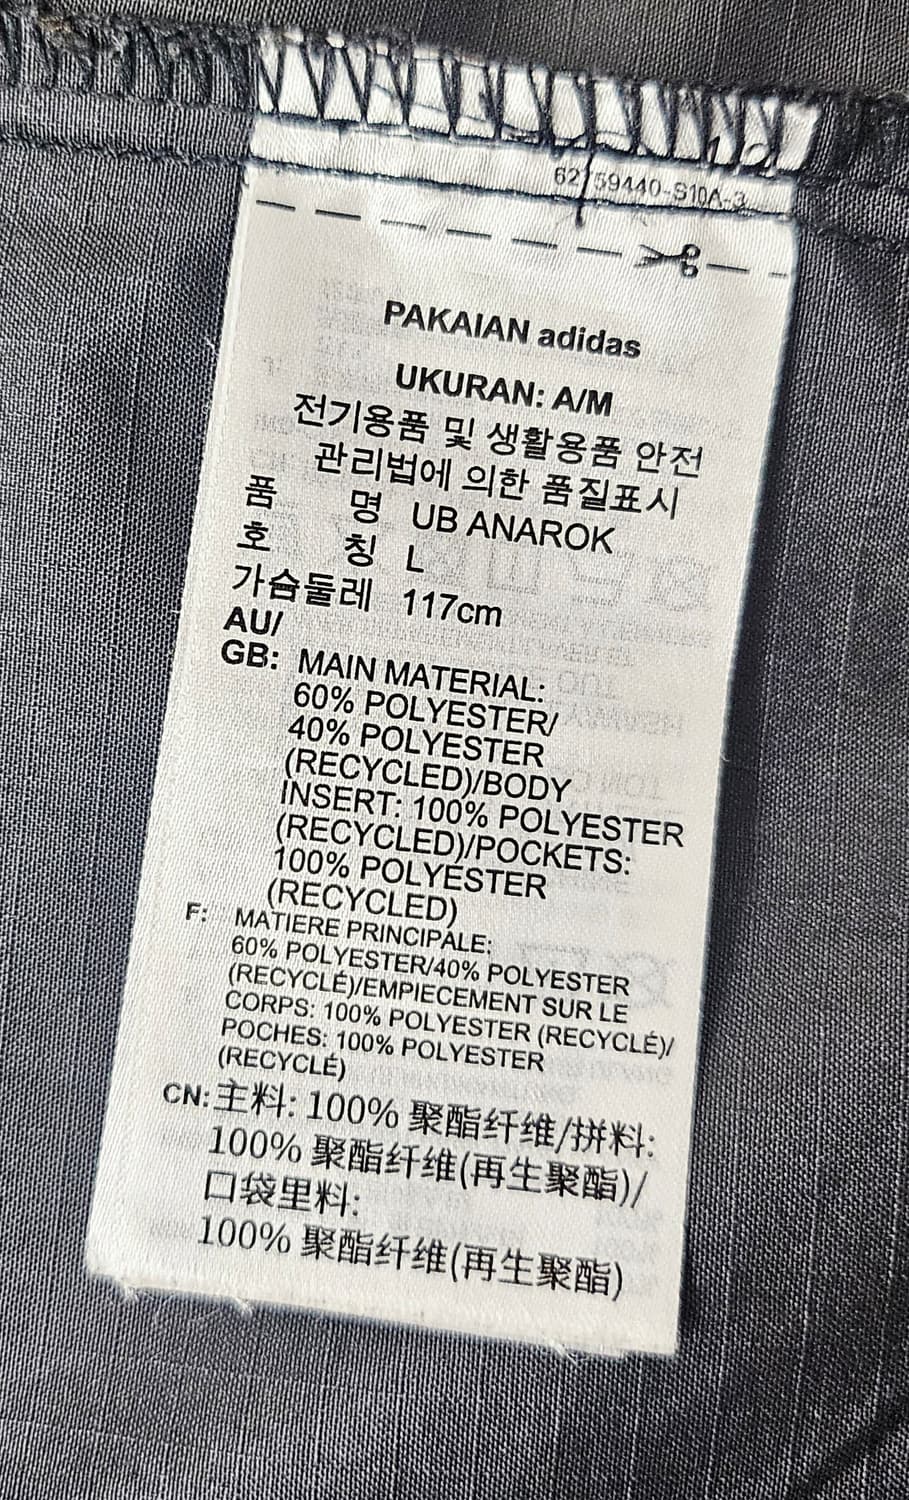 1 2
62759440-S10A-3
PAKAIAN adidas
UKURAN: A/M
전기용품 및 생활용품 안전
관리법에 의한 품질표시
품 명 UB ANAROK
호 칭 L
가슴둘레 117cm
AU/
GB: MAIN MATERIAL:
60% POLYESTER/
40% POLYESTER
(RECYCLED)/BODY
INSERT: 100% POLYESTER
(RECYCLED)/POCKETS:
100% POLYESTER
(RECYCLED)
F: MATIERE PRINCIPALE:
60% POLYESTER/40% POLYESTER
(RECYCLÉ)/EMPIECEMENT SUR LE
CORPS: 100% POLYESTER (RECYCLÉ)/
POCHES: 100% POLYESTER
(RECYCLÉ)
CN: 主料: 100% 聚酯纤维/拼料:
100% 聚酯纤维(再生聚酯)/
口袋里料:
100% 聚酯纤维(再生聚酯)